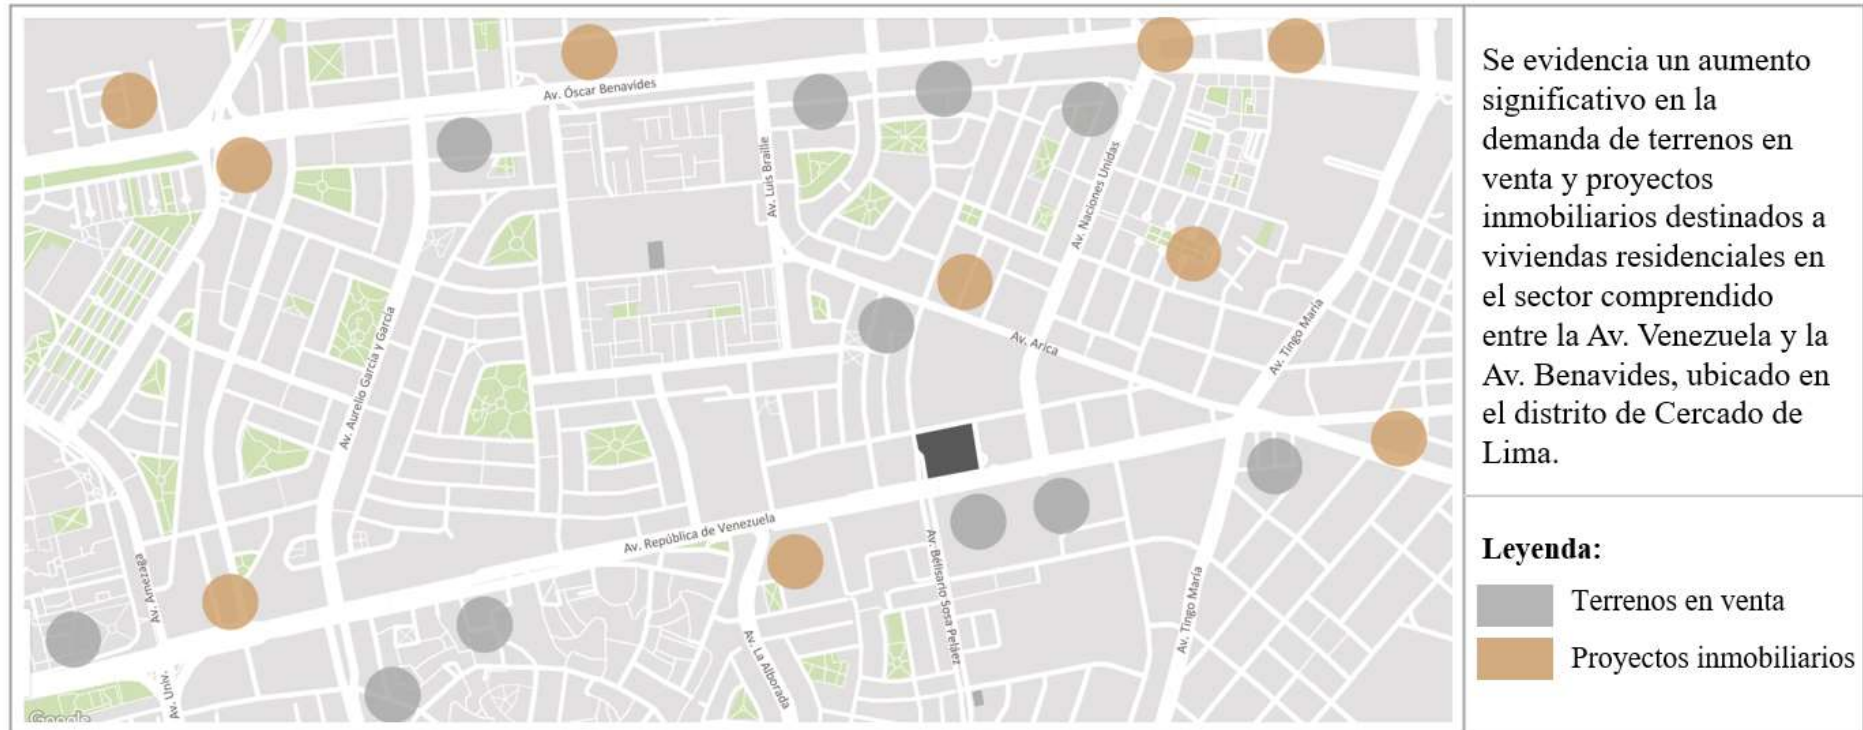 Av. Óscar Benavides
Av. Luis Braille
Av. Naciones Unidas
Av. Aurelio García y García
Av. Arica
Av. Tingo María
Av. República de Venezuela
Av. Amezaga
Av. Univ.
Av. La Alborada
Av. Belisario Sosa Peláez
Av. Tingo María
Google
Se evidencia un aumento
significativo en la
demanda de terrenos en
venta y proyectos
inmobiliarios destinados a
viviendas residenciales en
el sector comprendido
entre la Av. Venezuela y la
Av. Benavides, ubicado en
el distrito de Cercado de
Lima.
Leyenda:
Terrenos en venta
Proyectos inmobiliarios